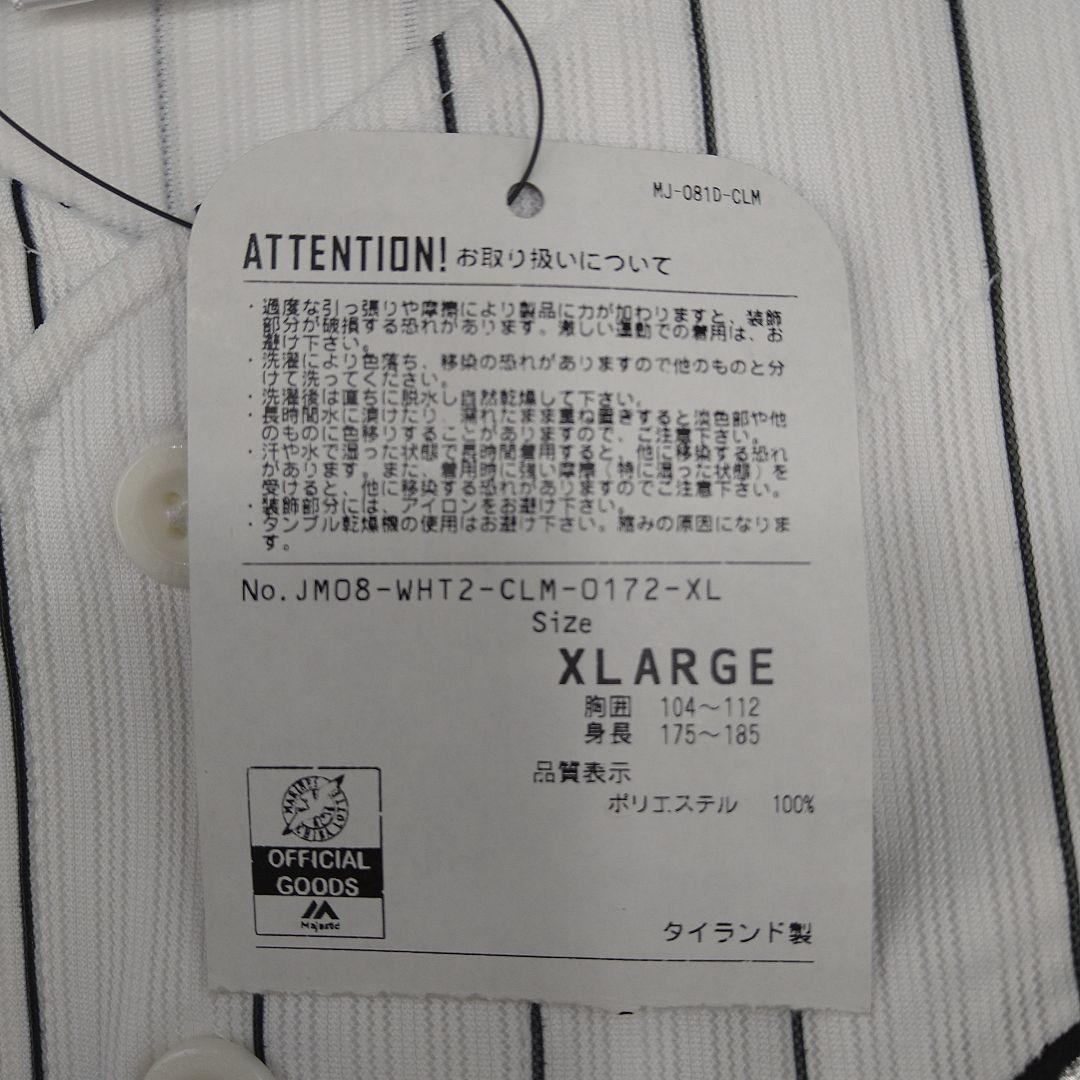 MJ-081D-CLM
ATTENTION! お取り扱いについて
・過度な引っ張りや摩擦により製品に力が加わりますと、装飾
部分が破損する恐れがあります。激しい運動での着用は、お
避け下さい。
・洗濯により色落ち、移染の恐れがありますので他のものと分
けて洗ってください。
・洗濯後は直ちに脱水し自然乾燥して下さい。
・長時間水に漬けたり、濡れたまま重ね置きすると淡色部や他
のものに色移りすることがありますので、ご注意下さい。
・汗や水で湿った状態で長時間着用すると、他に移染する恐れ
があります。また、着用時に強い摩擦(特に湿った状態)を
受けると、他に移染する恐れがありますのでご注意下さい。
・装飾部分には、アイロンをお避け下さい。
・タンブル乾燥機の使用はお避け下さい。縮みの原因になりま
す。
No.JM08-WHT2-CLM-0172-XL
Size
XLARGE
胸囲 104～112
身長 175～185
品質表示
ポリエステル 100%
MARINES
OFFICIAL
GOODS
Majestic
タイランド製